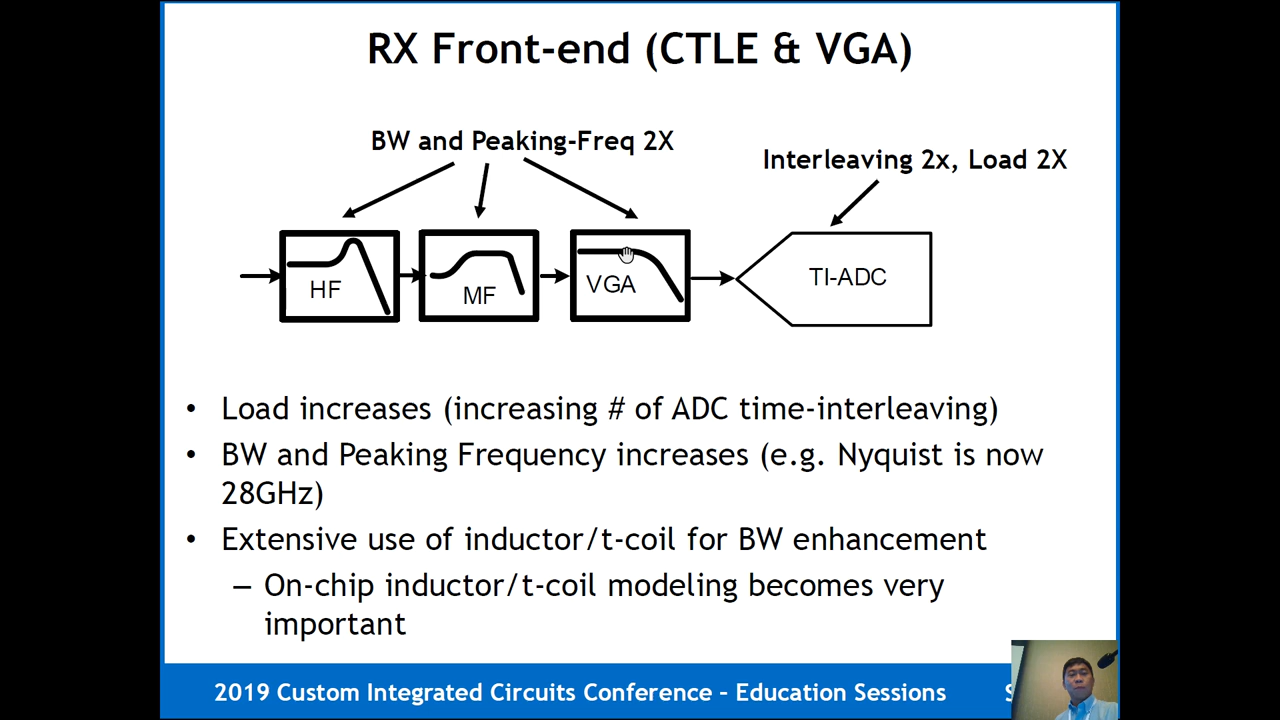 RX Front-end (CTLE & VGA)
BW and Peaking-Freq 2X
Interleaving 2x, Load 2X
HF
MF
VGA
TI-ADC
• Load increases (increasing # of ADC time-interleaving)
• BW and Peaking Frequency increases (e.g. Nyquist is now
28GHz)
• Extensive use of inductor/t-coil for BW enhancement
– On-chip inductor/t-coil modeling becomes very
important
2019 Custom Integrated Circuits Conference – Education Sessions